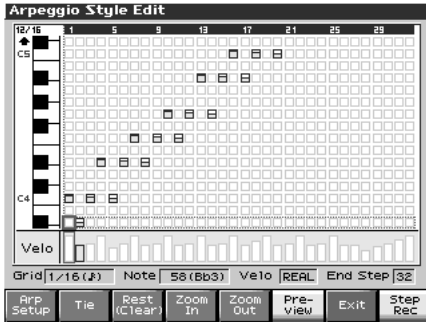 Arpeggio Style Edit
12/16 1 5 9 13 17 21 25 29
C5
C4
Velo
Grid 1/16(♪) Note 58(Bb3) Velo REAL End Step 32
Arp Setup Tie Rest (Clear) Zoom In Zoom Out Pre- view Exit Step Rec